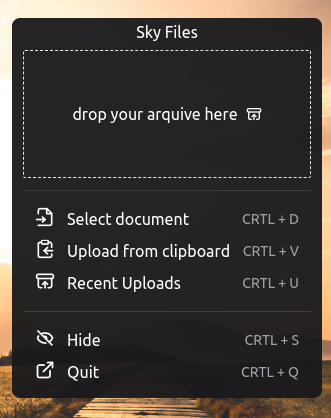 Sky Files
drop your arquive here
Select document CRTL + D
Upload from clipboard CRTL + V
Recent Uploads CRTL + U
Hide CRTL + S
Quit CRTL + Q